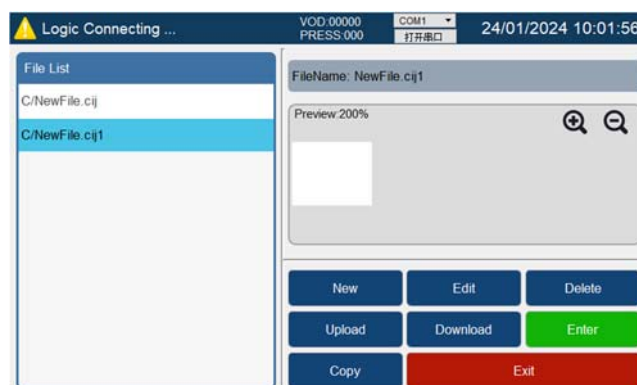 Logic Connecting ...
VOD:00000
PRESS:000
COM1
打开串口
24/01/2024 10:01:56
File List
C/NewFile.cij
C/NewFile.cij1
FileName: NewFile.cij1
Preview:200%
New
Edit
Delete
Upload
Download
Enter
Copy
Exit